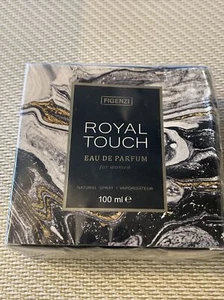 FIGENZI
ROYAL
TOUCH
EAU DE PARFUM
for women
NATURAL SPRAY • VAPORISATEUR
100 ml ℮